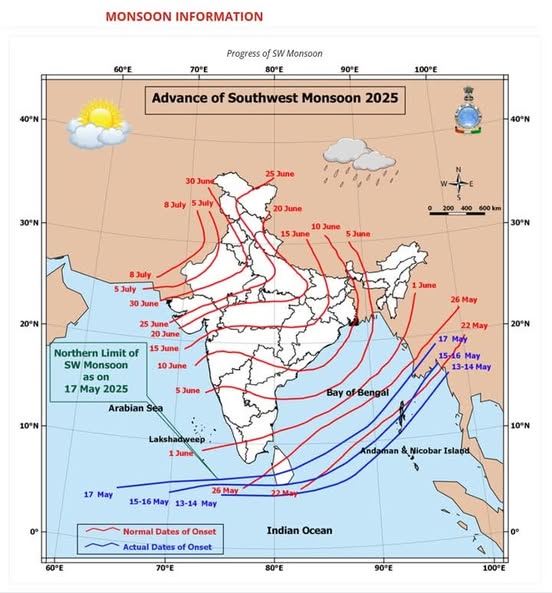 MONSOON INFORMATION
Progress of SW Monsoon
60°E 70°E 80°E 90°E 100°E
Advance of Southwest Monsoon 2025
40°N 40°N
N
W E
S
0 200 400 600 km
25 June
30 June
20 June
8 July 5 July
10 June
15 June 5 June
30°N 30°N
8 July
5 July
1 June
30 June
26 May
25 June
20°N 20°N
22 May
20 June
17 May
15 June
15-16 May
13-14 May
10 June
Northern Limit of
SW Monsoon
as on
17 May 2025
5 June
Bay of Bengal
Arabian Sea
10°N 10°N
Lakshadweep
1 June
Andaman & Nicobar Island
17 May
26 May
22 May
15-16 May
13-14 May
Indian Ocean
0° 0°
Normal Dates of Onset
Actual Dates of Onset
60°E 70°E 80°E 90°E 100°E